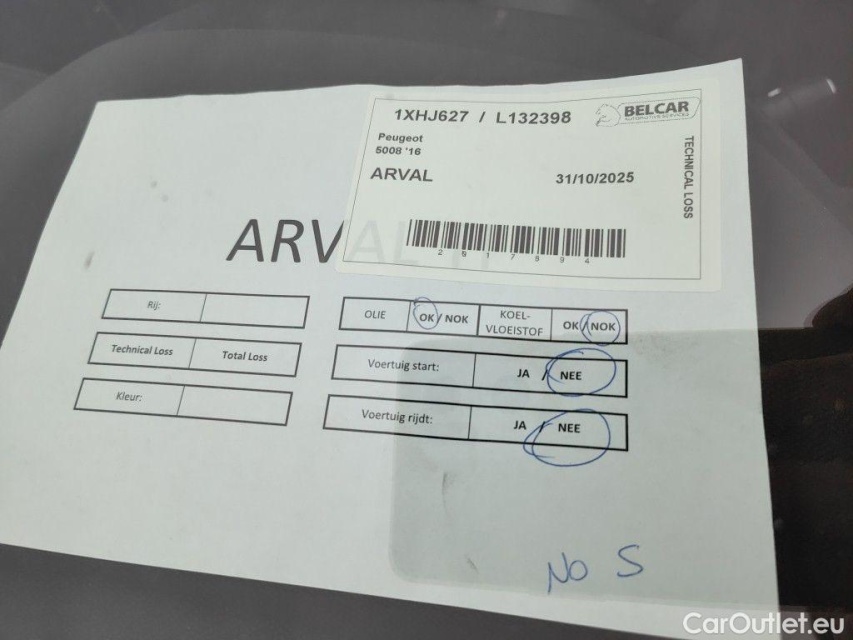 1XHJ627 / L132398
BELCAR
AUTOMOTIVE SERVICES
Peugeot
5008 '16
ARVAL
31/10/2025
TECHNICAL LOSS
2917894
ARVAL
Rij:
OLIE OK / NOK KOEL-VLOEISTOF OK / NOK
Technical Loss Total Loss
Voertuig start: JA / NEE
Kleur:
Voertuig rijdt: JA / NEE
No S
CarOutlet.eu